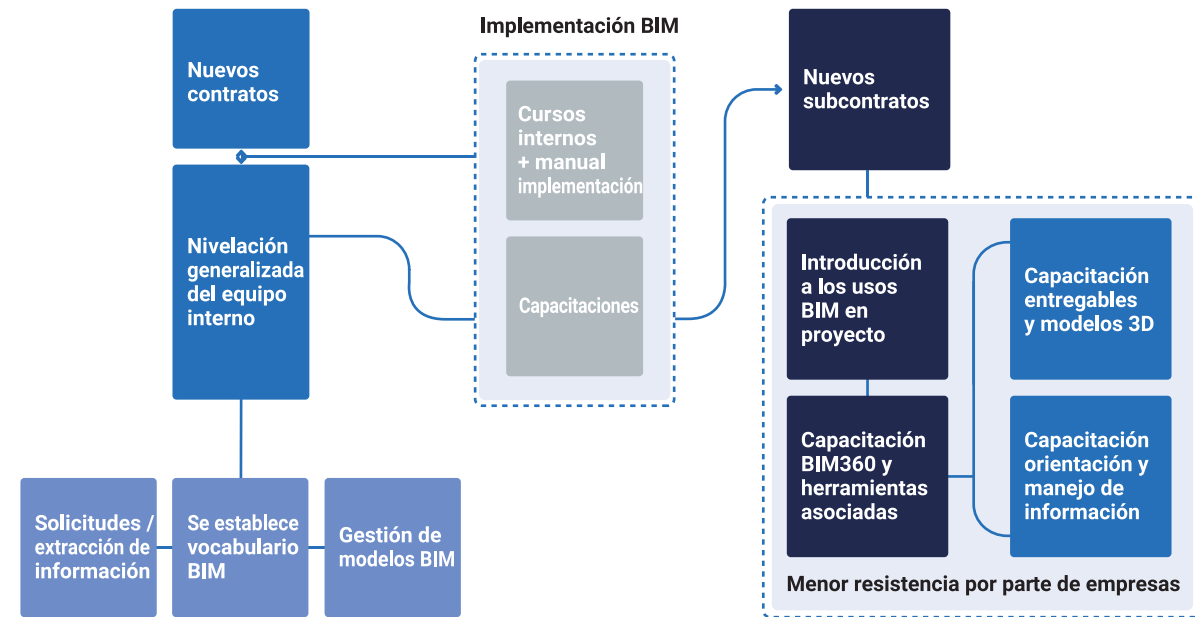 Implementación BIM
Nuevos
contratos
Nivelación
generalizada
del equipo
interno
Solicitudes /
extracción de
información
Se establece
vocabulario
BIM
Gestión de
modelos BIM
Cursos
internos
+ manual
implementación
Capacitaciones
Nuevos
subcontratos
Introducción
a los usos
BIM en
proyecto
Capacitación
BIM360 y
herramientas
asociadas
Capacitación
entregables
y modelos 3D
Capacitación
orientación y
manejo de
información
Menor resistencia por parte de empresas